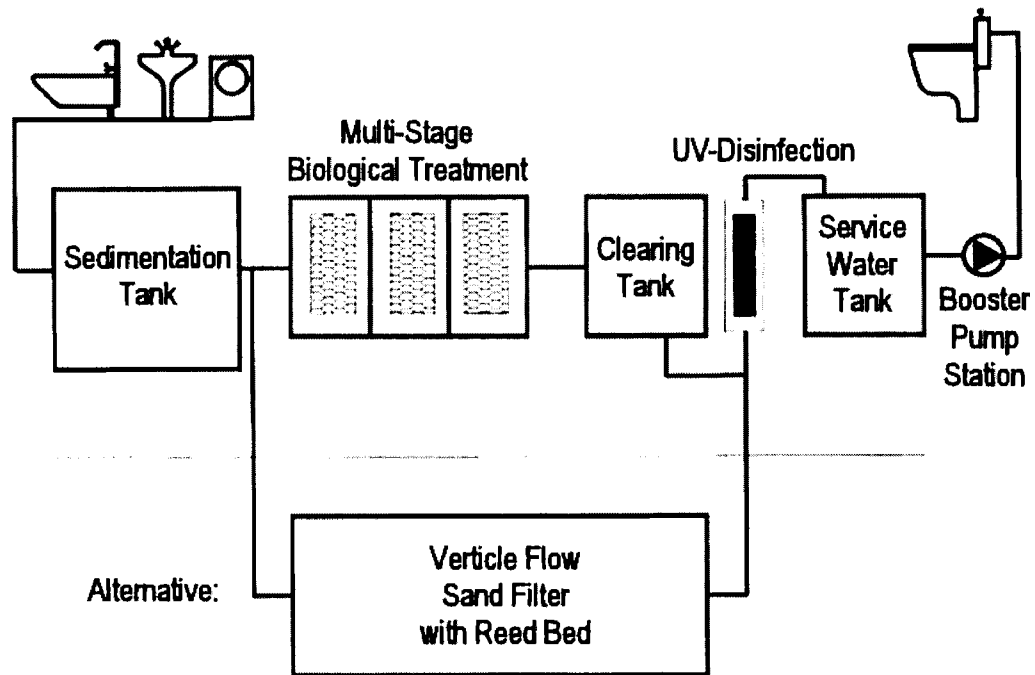 Multi-Stage
Biological Treatment
UV-Disinfection
Sedimentation
Tank
Clearing
Tank
Service
Water
Tank
Booster
Pump
Station
Alternative:
Verticle Flow
Sand Filter
with Reed Bed